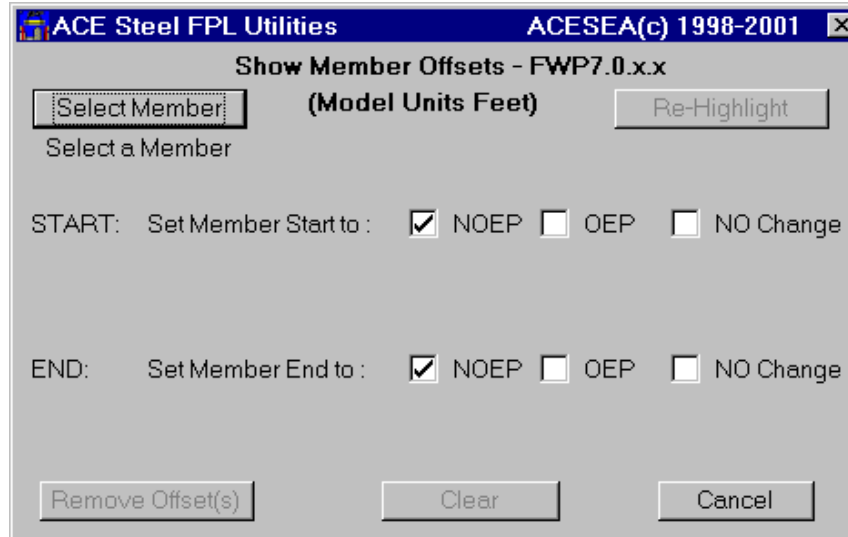 ACE Steel FPL Utilities ACESEA(c) 1998-2001
Show Member Offsets - FWP7.0.x.x
Select Member (Model Units Feet) Re-Highlight
Select a Member
START: Set Member Start to : NOEP OEP NO Change
END: Set Member End to : NOEP OEP NO Change
Remove Offset(s) Clear Cancel